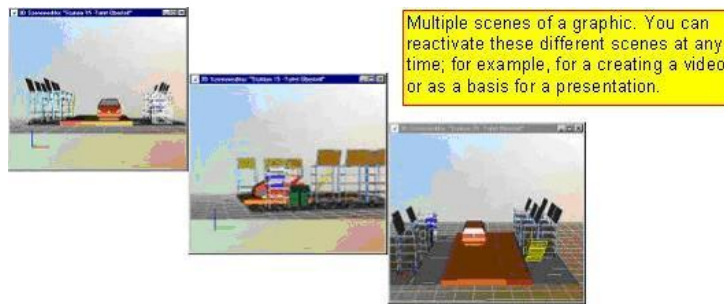 Multiple scenes of a graphic. You can
reactivate these different scenes at any
time; for example, for a creating a video
or as a basis for a presentation.